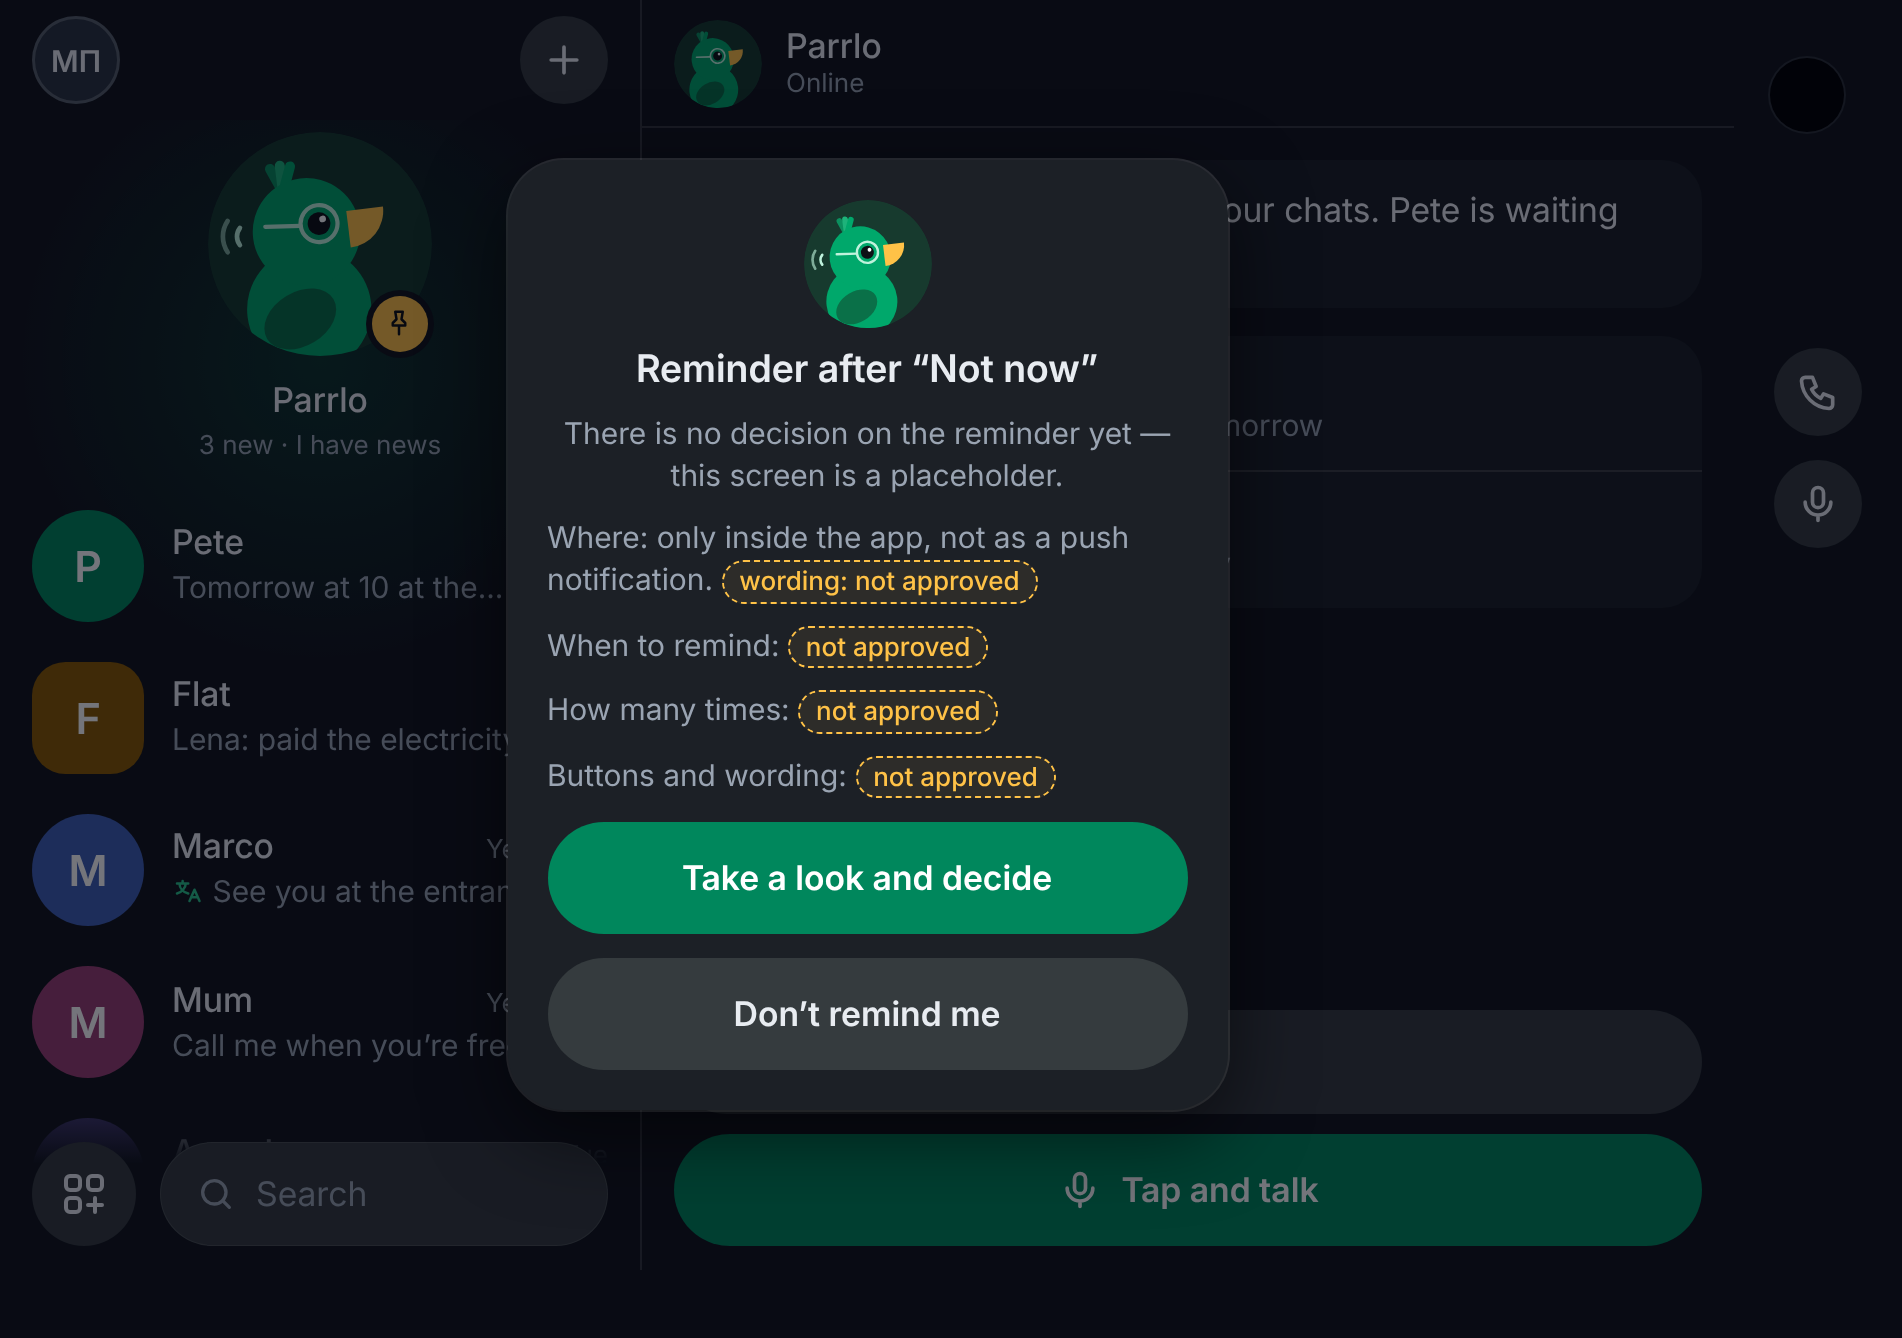 МП
Parrlo
Online
Parrlo
3 new · I have news
our chats. Pete is waiting
Reminder after “Not now”
There is no decision on the reminder yet —
this screen is a placeholder.
Where: only inside the app, not as a push
notification. wording: not approved
When to remind: not approved
How many times: not approved
Buttons and wording: not approved
Take a look and decide
Don’t remind me
P
Pete
Tomorrow at 10 at the...
F
Flat
Lena: paid the electricity
M
Marco
See you at the
M
Mum
Call me when you’re
Search
Tap and talk